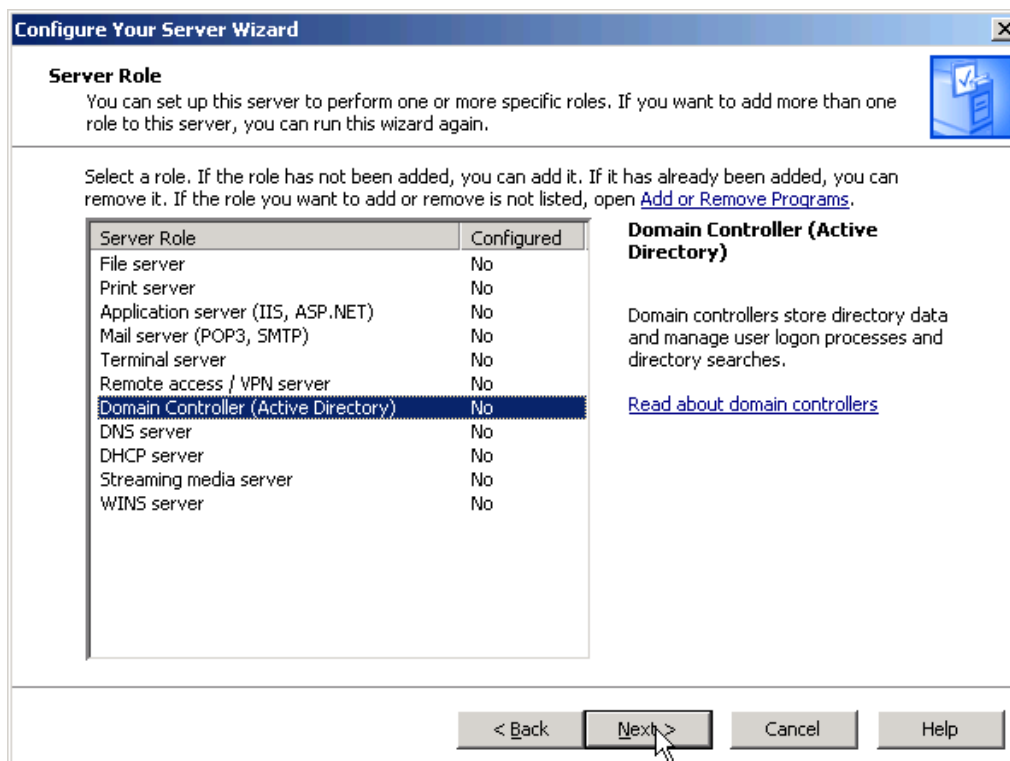 Configure Your Server Wizard
Server Role
You can set up this server to perform one or more specific roles. If you want to add more than one
role to this server, you can run this wizard again.
Select a role. If the role has not been added, you can add it. If it has already been added, you can
remove it. If the role you want to add or remove is not listed, open Add or Remove Programs.
Server Role Configured
File server No
Print server No
Application server (IIS, ASP.NET) No
Mail server (POP3, SMTP) No
Terminal server No
Remote access / VPN server No
Domain Controller (Active Directory) No
DNS server No
DHCP server No
Streaming media server No
WINS server No
Domain Controller (Active
Directory)
Domain controllers store directory data
and manage user logon processes and
directory searches.
Read about domain controllers
< Back Next > Cancel Help